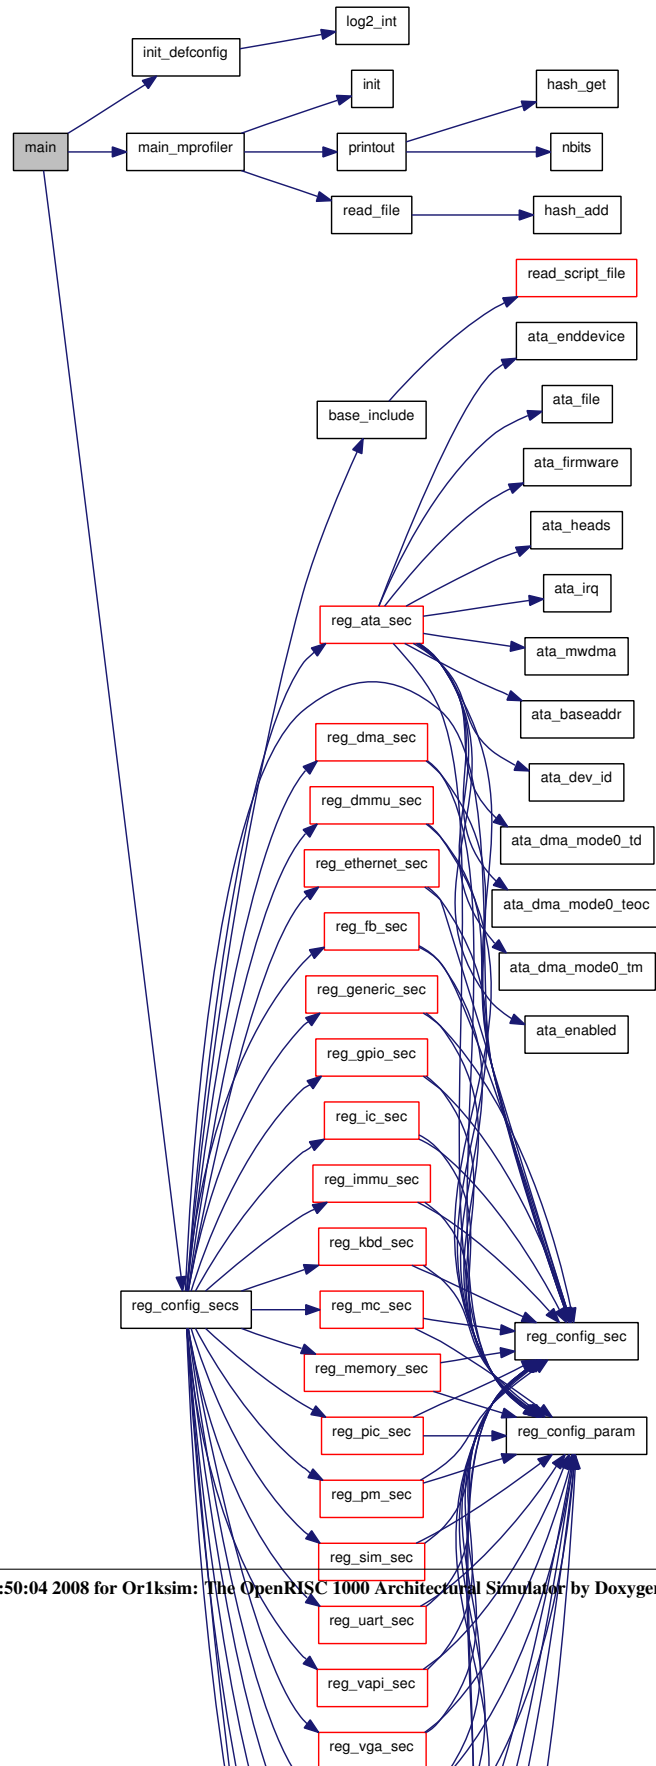 log2_int
init_defconfig
init
hash_get
main
main_mprofiler
printout
nbits
read_file
hash_add
read_script_file
ata_enddevice
ata_file
base_include
ata_firmware
ata_heads
ata_irq
reg_ata_sec
ata_mwdma
ata_baseaddr
reg_dma_sec
ata_dev_id
reg_dmmu_sec
ata_dma_mode0_td
reg_ethernet_sec
ata_dma_mode0_teoc
reg_fb_sec
ata_dma_mode0_tm
reg_generic_sec
ata_enabled
reg_gpio_sec
reg_ic_sec
reg_immu_sec
reg_kbd_sec
reg_config_secs
reg_mc_sec
reg_config_sec
reg_memory_sec
reg_pic_sec
reg_config_param
reg_pm_sec
reg_sim_sec
:50:04 2008 for Or1ksim: The OpenRISC 1000 Architectural Simulator by Doxygen
reg_uart_sec
reg_vapi_sec
reg_vga_sec